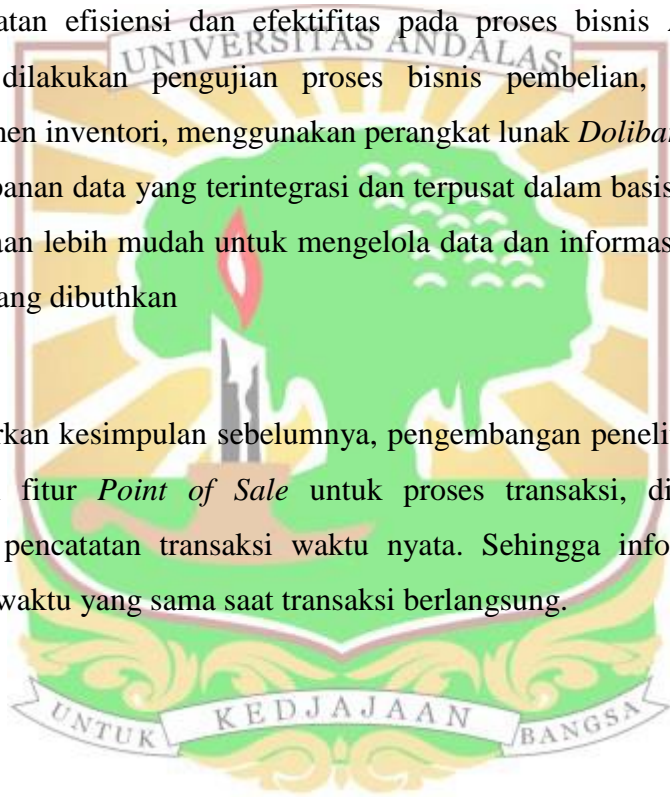 atan efisiensi dan efektifitas pada proses bisnis
UNIVERSITAS ANDALAS
dilakukan pengujian proses bisnis pembelian,
nen inventori, menggunakan perangkat lunak Doliba
panan data yang terintegrasi dan terpusat dalam basis
aan lebih mudah untuk mengelola data dan informas
ang dibuthkan
rkan kesimpulan sebelumnya, pengembangan peneli
fitur Point of Sale untuk proses transaksi, di
pencatatan transaksi waktu nyata. Sehingga info
waktu yang sama saat transaksi berlangsung.
UNTUK KEDJAJAAN BANGSA